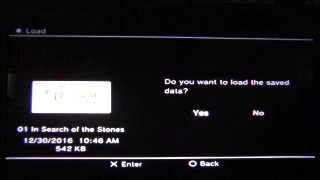 Load
Do you want to load the saved
data?
Yes
No
01 In Search of the Stones
12/30/2016 10:46 AM
542 KB
X Enter
O Back